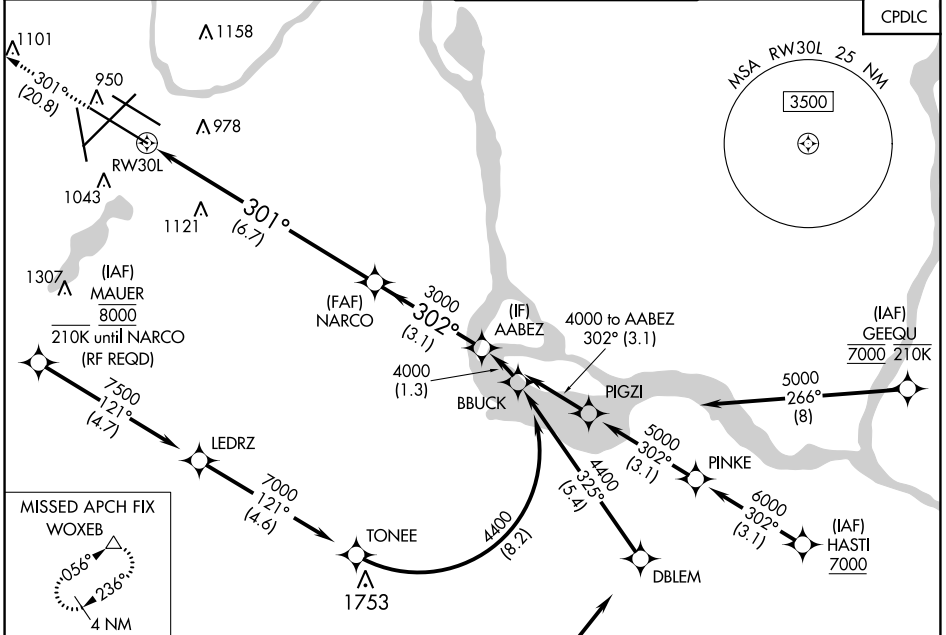 CPDLC
1101
1158
950
301°
(20.8)
978
RW30L
1043
1121
301°
(6.7)
MSA RW30L 25 NM
3500
1307
(IAF)
MAUER
8000
210K until NARCO
(RF REQD)
(FAF)
NARCO
3000
302°
(3.1)
(IF)
AABEZ
4000 to AABEZ
302° (3.1)
(IAF)
GEEQU
7000 210K
4000
(1.3)
BBUCK
PIGZI
5000
266°
(8)
7500
121°
(4.7)
LEDRZ
5000
302°
(3.1)
PINKE
4400
325°
(5.4)
7000
121°
(4.6)
6000
302°
(3.1)
(IAF)
HASTI
7000
TONEE
4400
(8.2)
1753
DBLEM
MISSED APCH FIX
WOXEB
056°
236°
4 NM